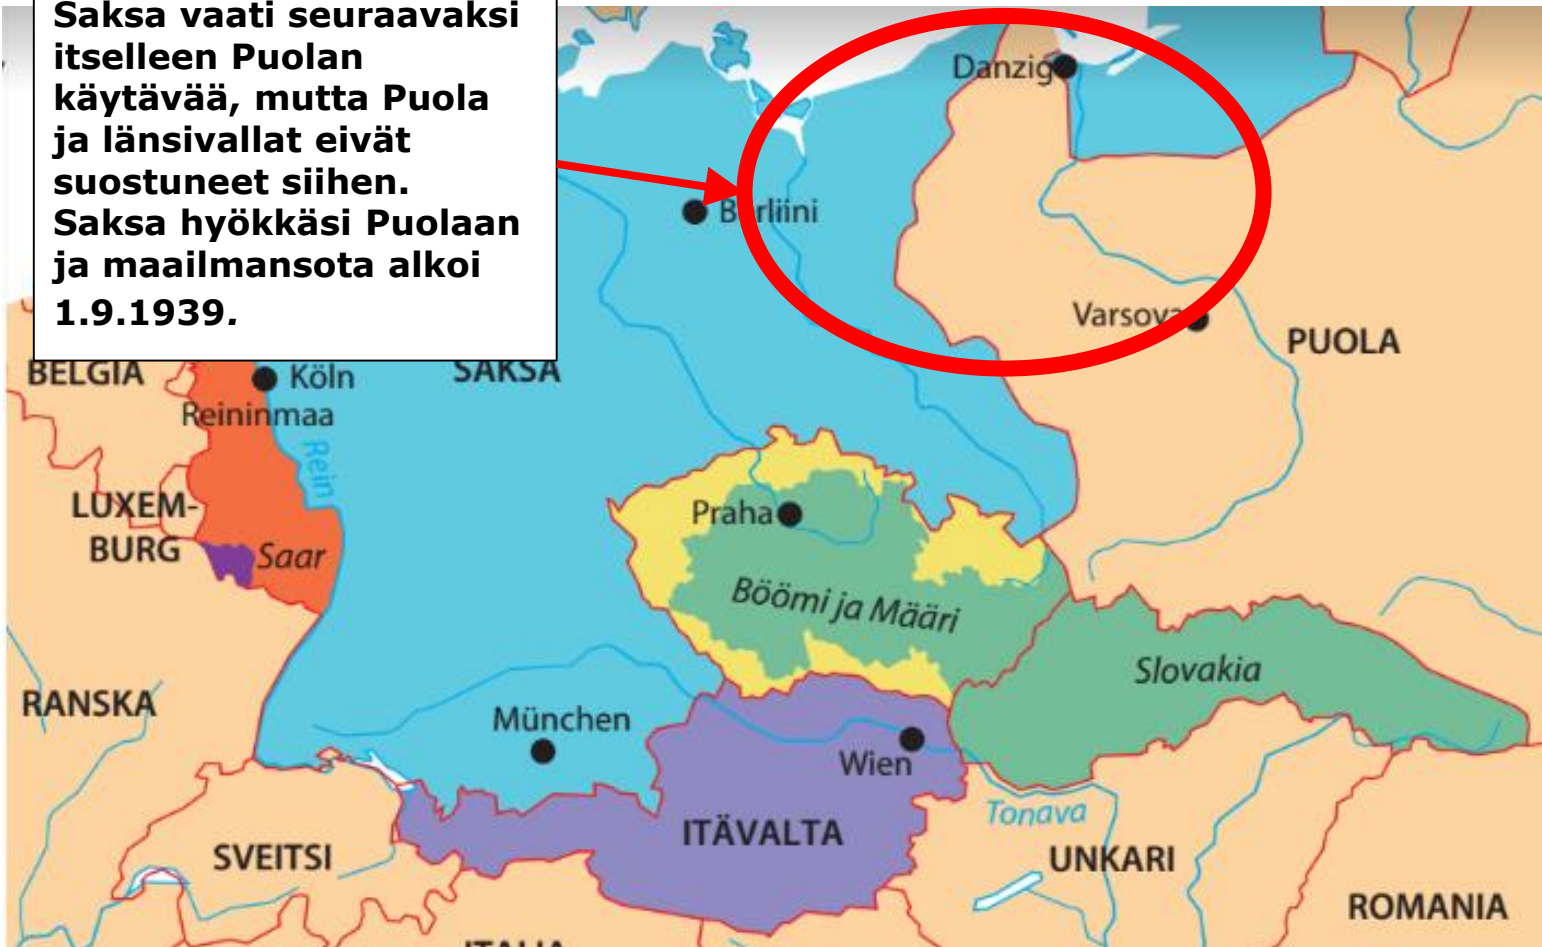 Saksa vaati seuraavaksi
itselleen Puolan
käytävää, mutta Puola
ja länsivallat eivät
suostuneet siihen.
Saksa hyökkäsi Puolaan
ja maailmansota alkoi
1.9.1939.
Danzig
Berliini
Varsova
PUOLA
BELGIA
Köln
SAKSA
Reininmaa
Rein
LUXEM-
BURG
Saar
Praha
Böömi ja Määri
Slovakia
RANSKA
München
Wien
Tonava
ITÄVALTA
SVEITSI
UNKARI
ROMANIA
ITALIA